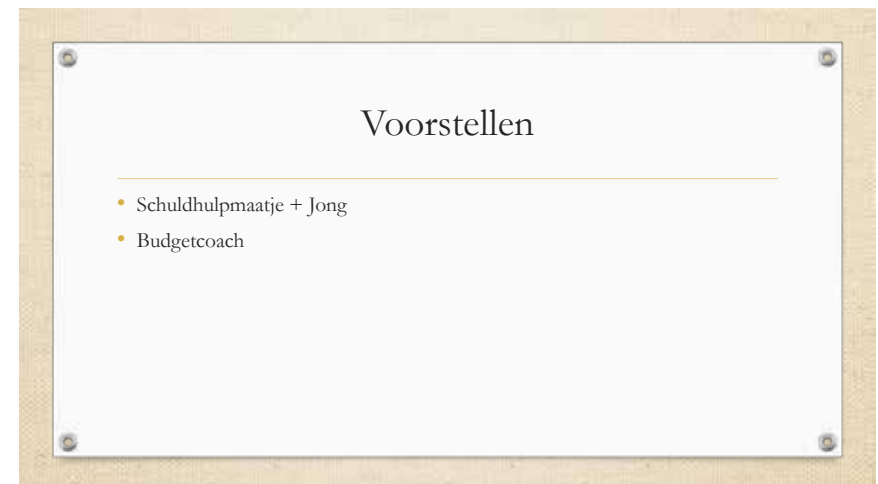 Voorstellen
• Schuldhulpmaatje + Jong
• Budgetcoach